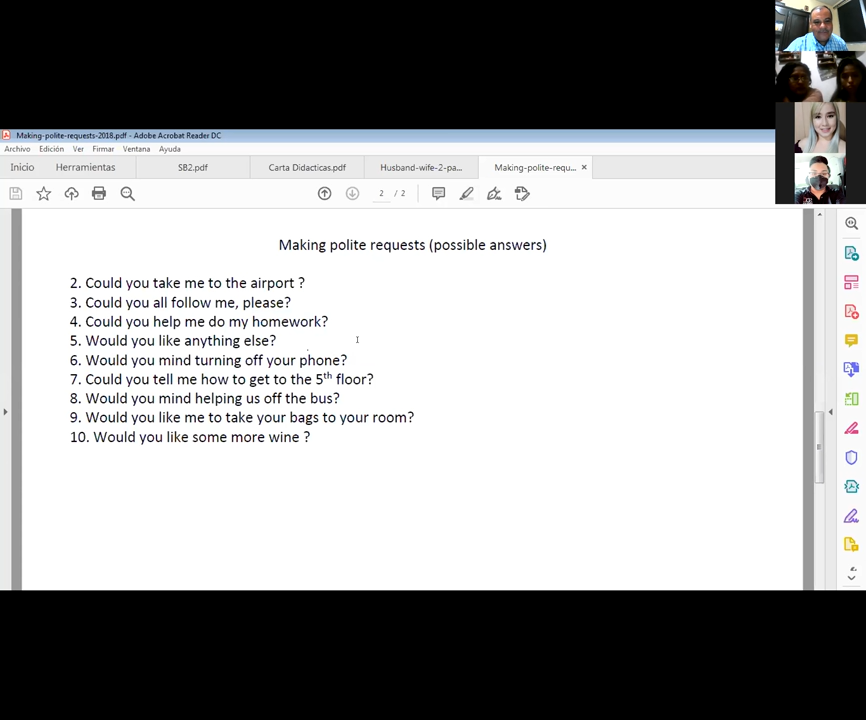 Making-polite-requests-2018.pdf - Adobe Acrobat Reader DC
Archivo Edición Ver Firmar Ventana Ayuda
Inicio Herramientas SB2.pdf Carta Didacticas.pdf Husband-wife-2-pa... Making-polite-requ... ×
2 / 2
Making polite requests (possible answers)
2. Could you take me to the airport ?
3. Could you all follow me, please?
4. Could you help me do my homework?
5. Would you like anything else?
6. Would you mind turning off your phone?
7. Could you tell me how to get to the 5th floor?
8. Would you mind helping us off the bus?
9. Would you like me to take your bags to your room?
10. Would you like some more wine ?